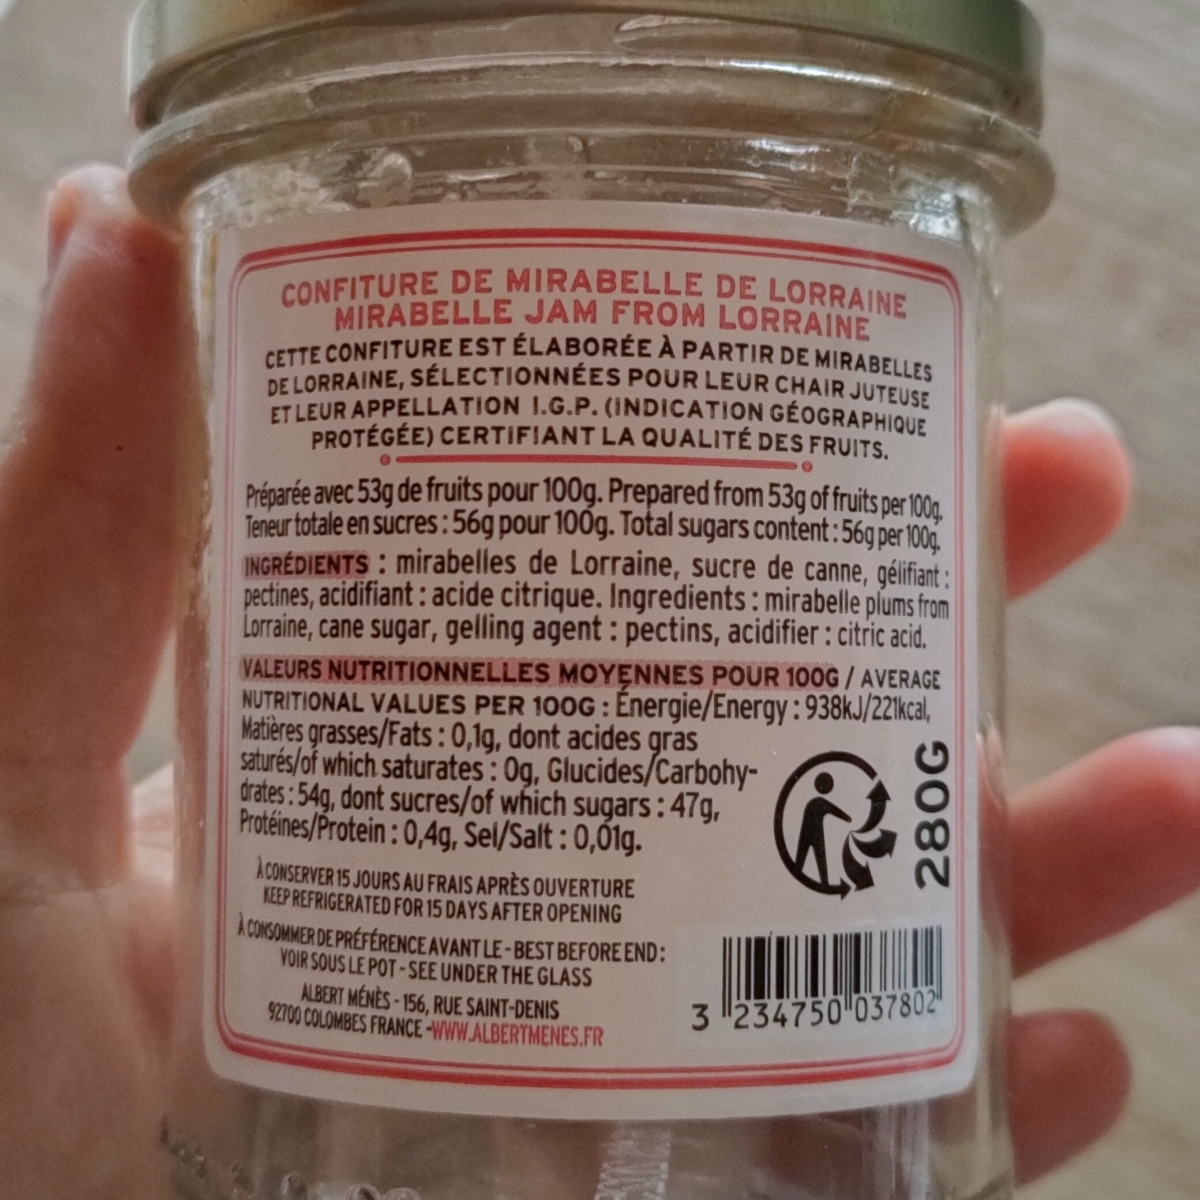 CONFITURE DE MIRABELLE DE LORRAINE
MIRABELLE JAM FROM LORRAINE
CETTE CONFITURE EST ÉLABORÉE À PARTIR DE MIRABELLES
DE LORRAINE, SÉLECTIONNÉES POUR LEUR CHAIR JUTEUSE
ET LEUR APPELLATION I.G.P. (INDICATION GÉOGRAPHIQUE
PROTÉGÉE) CERTIFIANT LA QUALITÉ DES FRUITS.
Préparée avec 53g de fruits pour 100g. Prepared from 53g of fruits per 100g.
Teneur totale en sucres : 56g pour 100g. Total sugars content : 56g per 100g.
INGRÉDIENTS : mirabelles de Lorraine, sucre de canne, gélifiant :
pectines, acidifiant : acide citrique. Ingredients : mirabelle plums from
Lorraine, cane sugar, gelling agent : pectins, acidifier : citric acid.
VALEURS NUTRITIONNELLES MOYENNES POUR 100G / AVERAGE
NUTRITIONAL VALUES PER 100G : Énergie/Energy : 938kJ/221kcal,
Matières grasses/Fats : 0,1g, dont acides gras
saturés/of which saturates : 0g, Glucides/Carbohy-
drates : 54g, dont sucres/of which sugars : 47g,
Protéines/Protein : 0,4g, Sel/Salt : 0,01g.
280G
À CONSERVER 15 JOURS AU FRAIS APRÈS OUVERTURE
KEEP REFRIGERATED FOR 15 DAYS AFTER OPENING
À CONSOMMER DE PRÉFÉRENCE AVANT LE - BEST BEFORE END :
VOIR SOUS LE POT - SEE UNDER THE GLASS
ALBERT MÉNÈS - 156, RUE SAINT-DENIS
92700 COLOMBES FRANCE - WWW.ALBERTMENES.FR
3 234750 037802